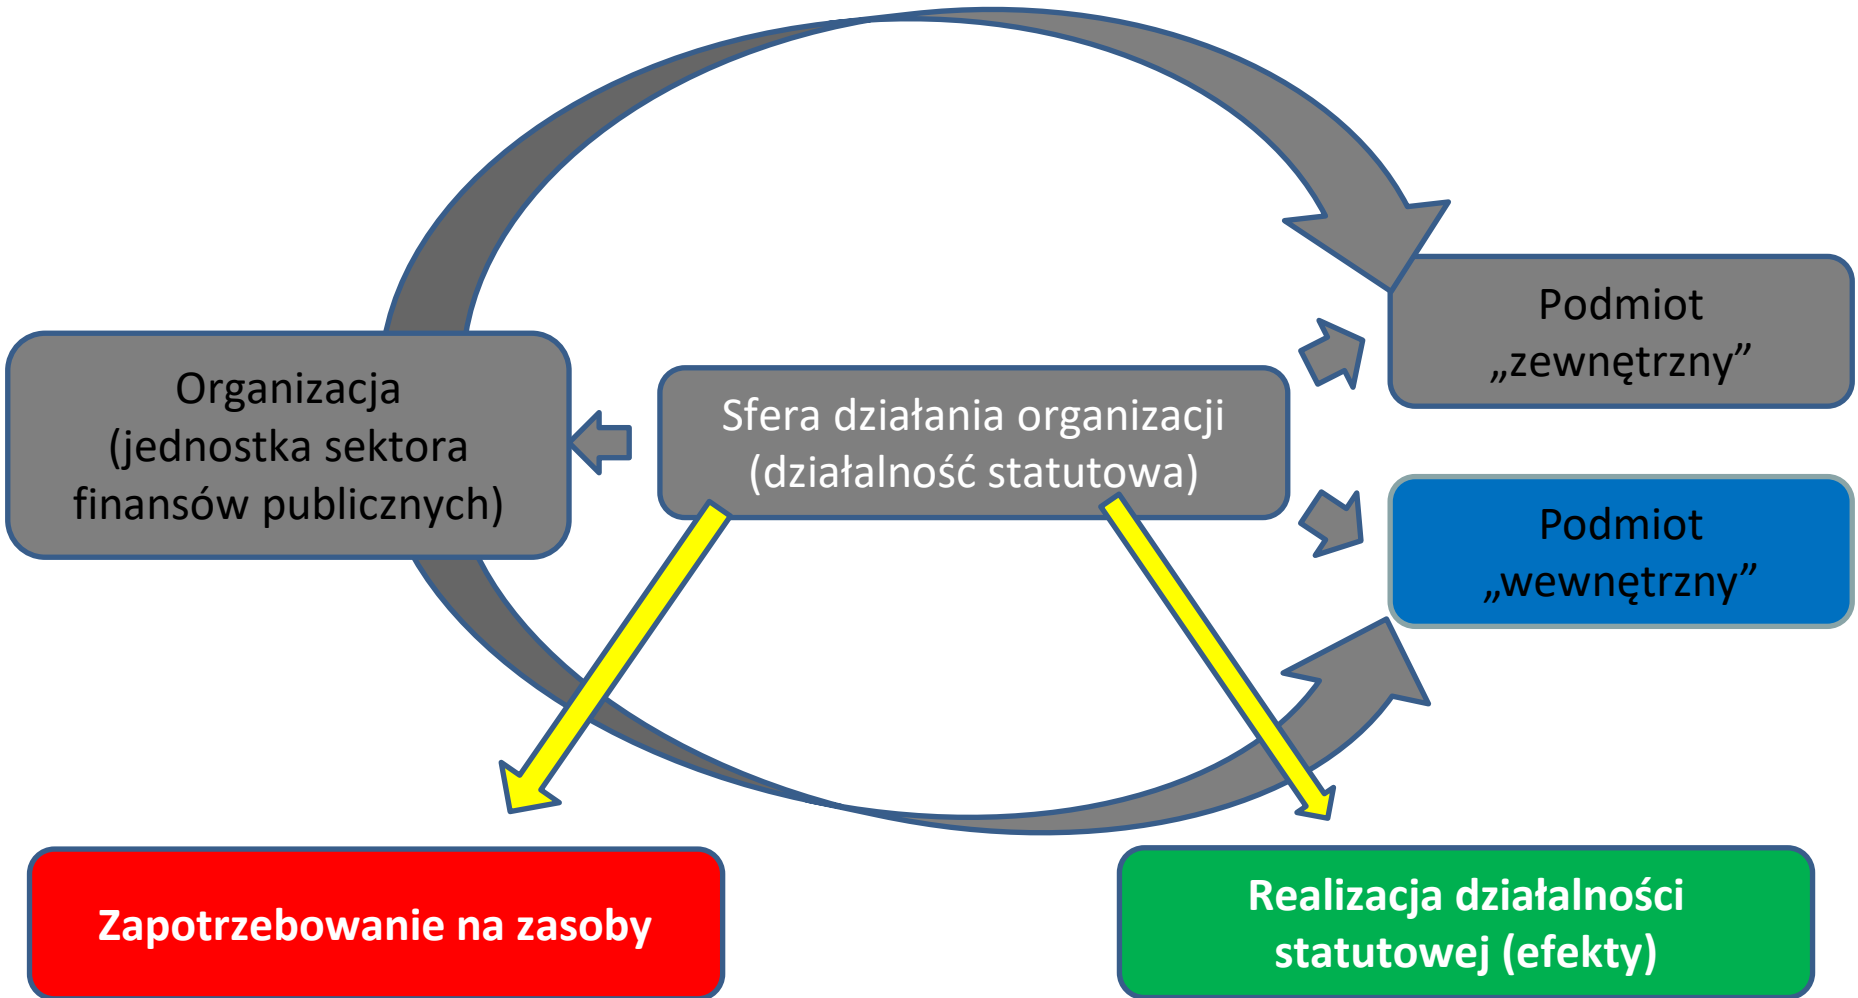 Podmiot
„zewnętrzny”
Organizacja
(jednostka sektora
finansów publicznych)
Sfera działania organizacji
(działalność statutowa)
Podmiot
„wewnętrzny”
Zapotrzebowanie na zasoby
Realizacja działalności
statutowej (efekty)